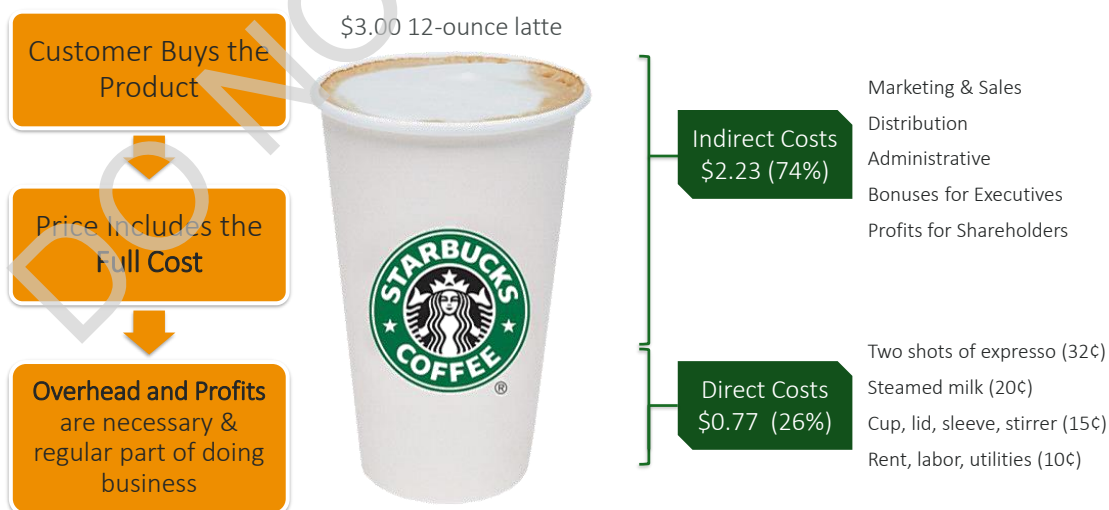 $3.00 12-ounce latte
Customer Buys the
Product
Price Includes the
Full Cost
Overhead and Profits
are necessary &
regular part of doing
business
STARBUCKS
COFFEE
®
Indirect Costs
$2.23 (74%)
Marketing & Sales
Distribution
Administrative
Bonuses for Executives
Profits for Shareholders
Direct Costs
$0.77 (26%)
Two shots of expresso (32¢)
Steamed milk (20¢)
Cup, lid, sleeve, stirrer (15¢)
Rent, labor, utilities (10¢)
DO NO